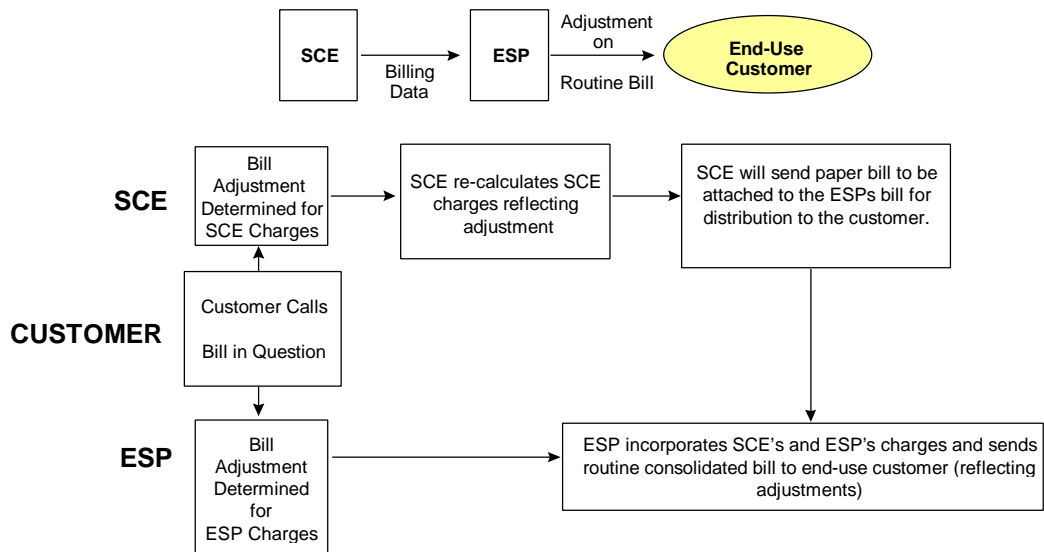 SCE
Billing
Data
ESP
Adjustment
on
Routine Bill
End-Use
Customer
SCE
Bill
Adjustment
Determined for
SCE Charges
SCE re-calculates SCE
charges reflecting
adjustment
SCE will send paper bill to be
attached to the ESPs bill for
distribution to the customer.
CUSTOMER
Customer Calls
Bill in Question
ESP
Bill
Adjustment
Determined
for
ESP Charges
ESP incorporates SCE’s and ESP’s charges and sends
routine consolidated bill to end-use customer (reflecting
adjustments)